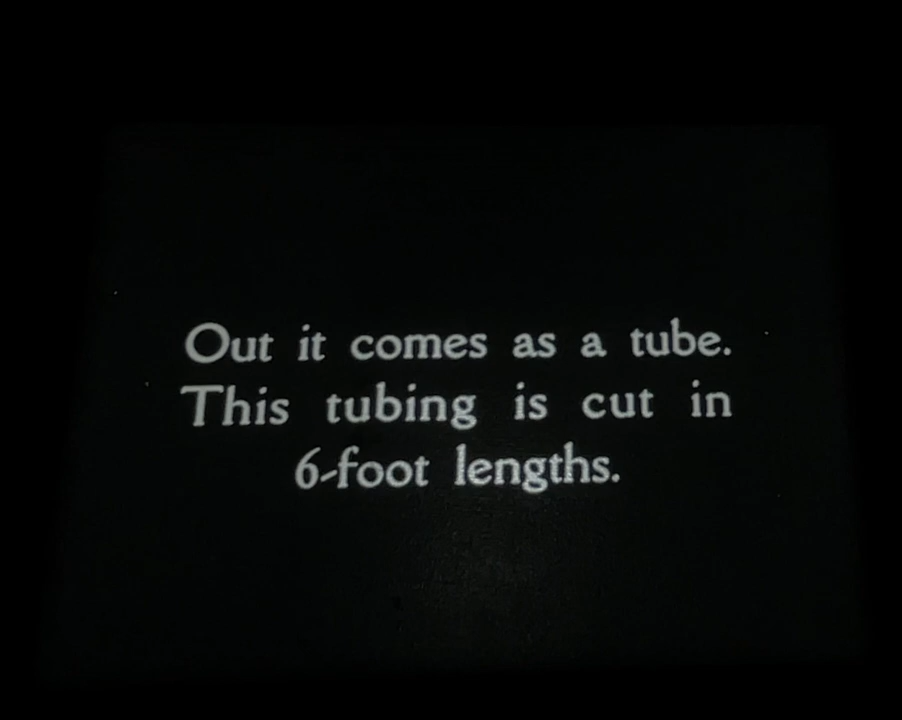 Out it comes as a tube.
This tubing is cut in
6-foot lengths.